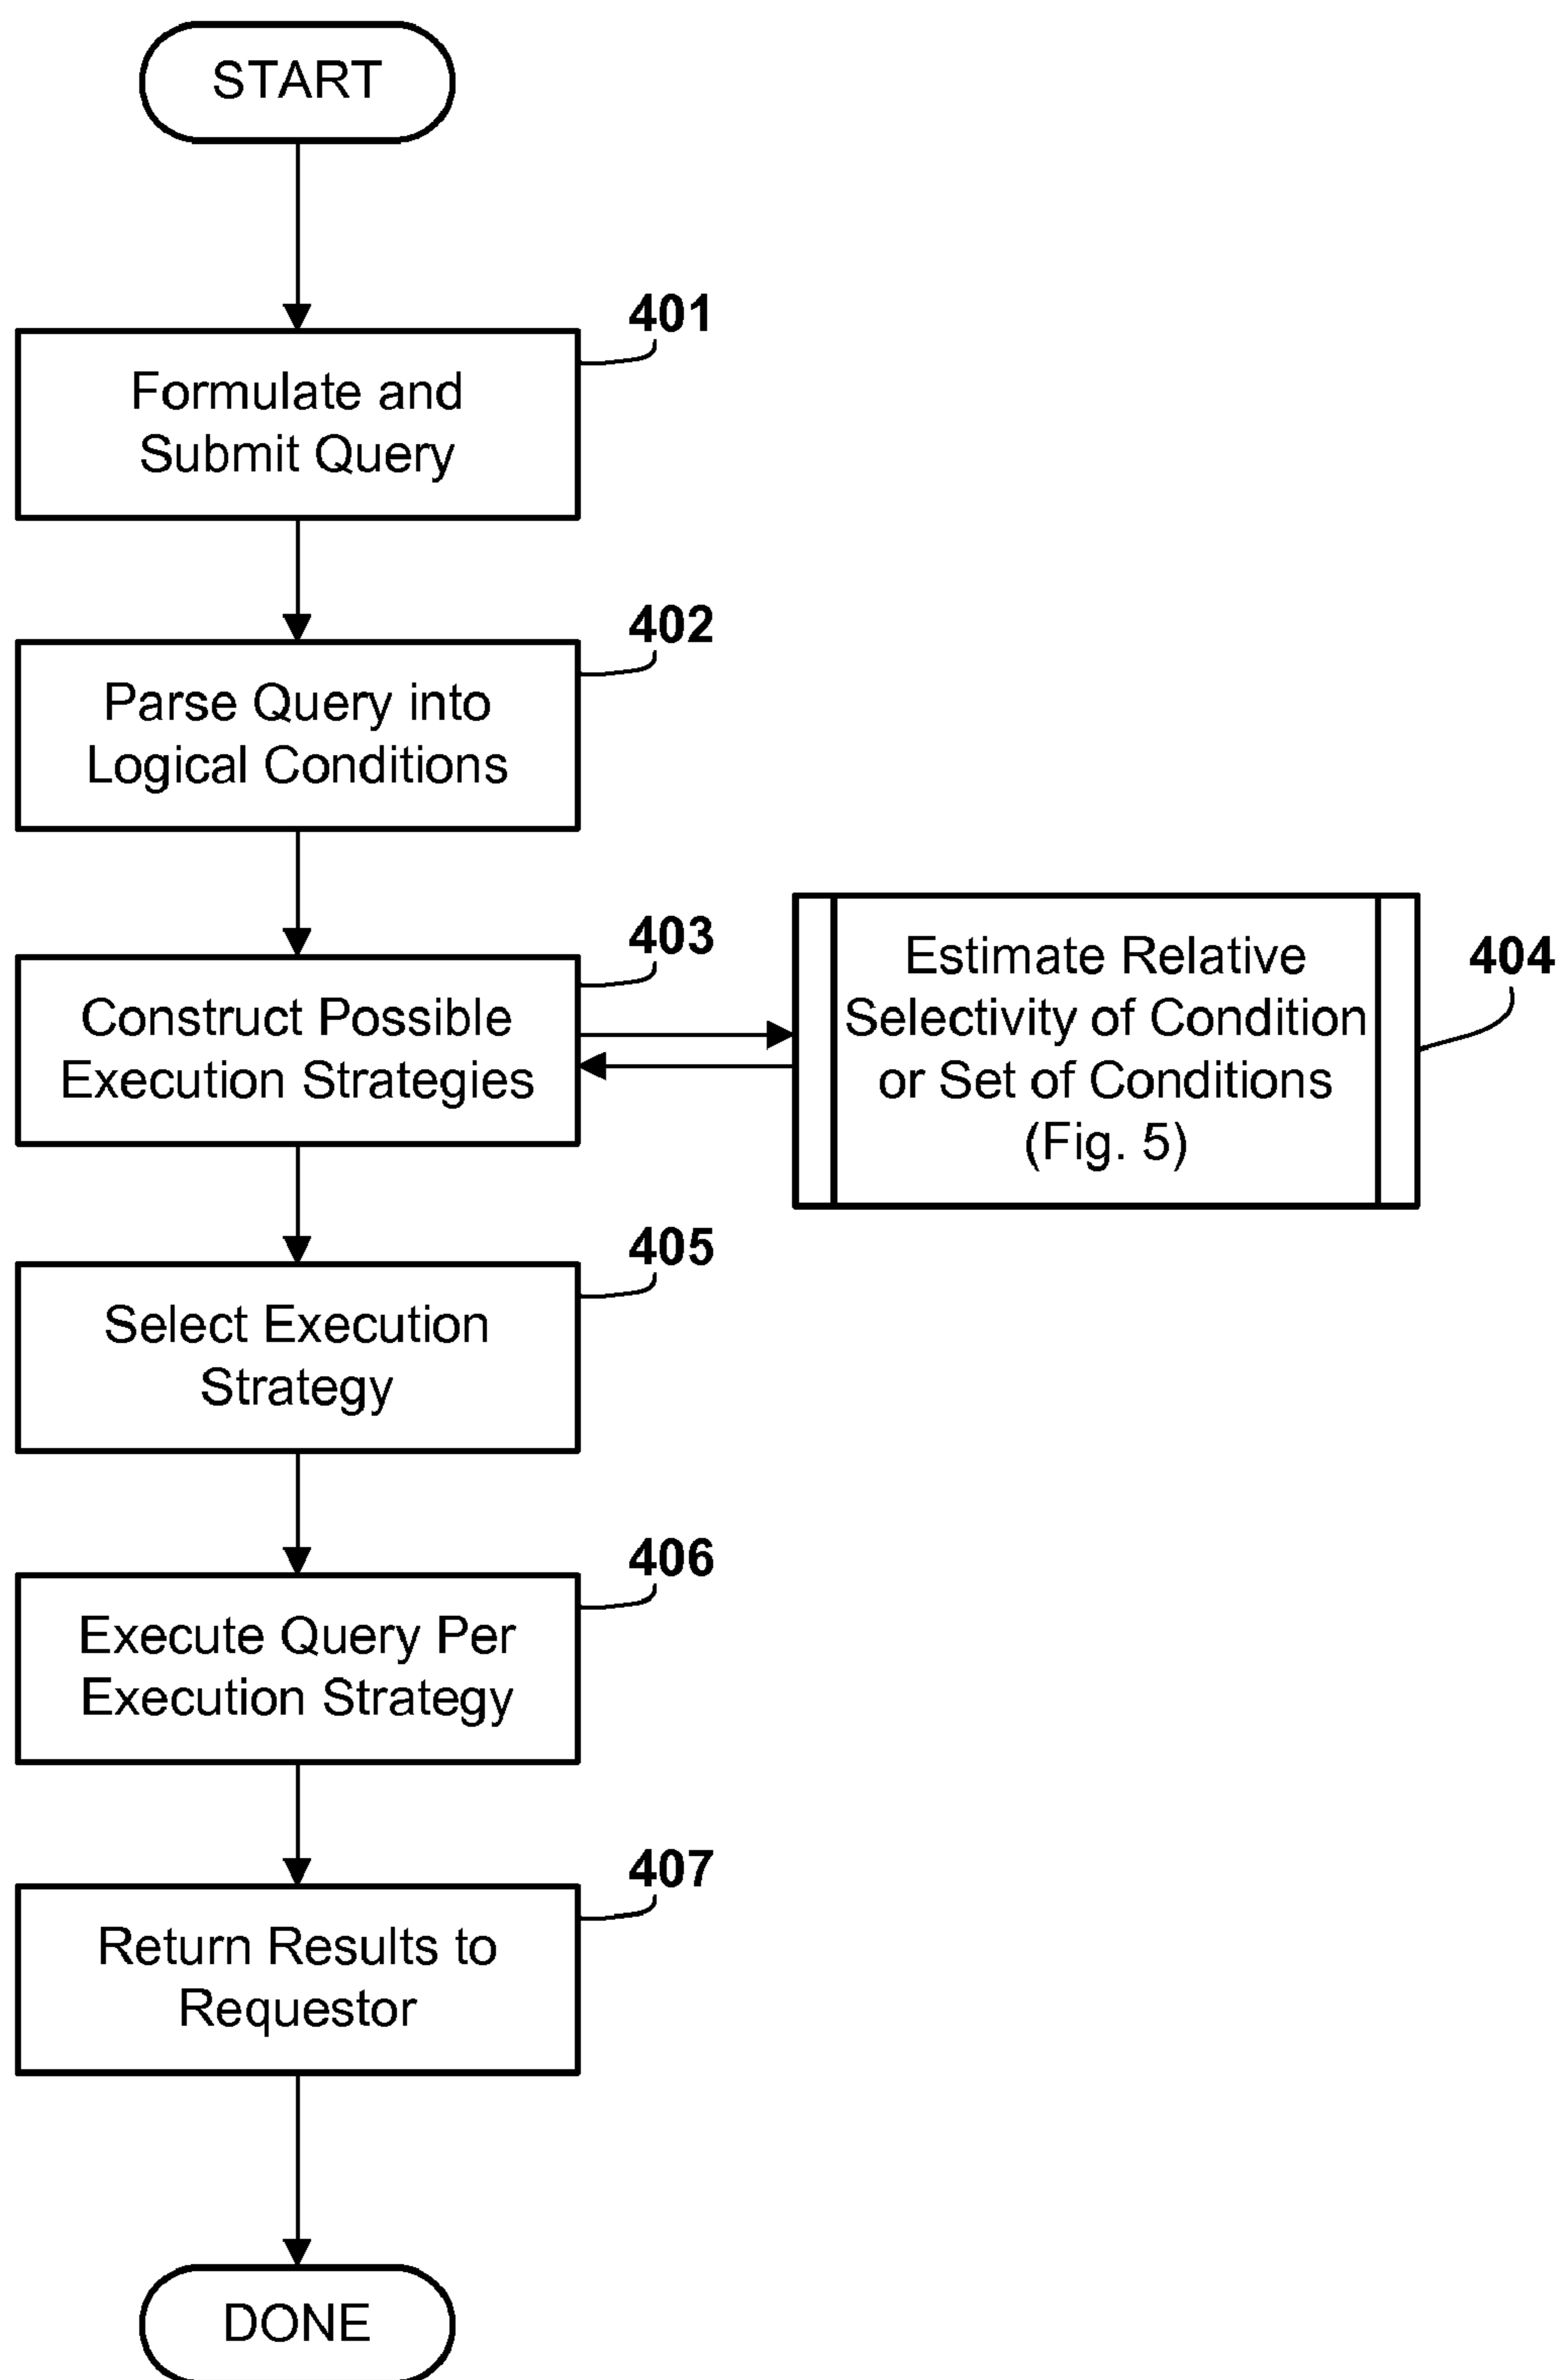 START
401
Formulate and
Submit Query
402
Parse Query into
Logical Conditions
403
Construct Possible
Execution Strategies
404
Estimate Relative
Selectivity of Condition
or Set of Conditions
(Fig. 5)
405
Select Execution
Strategy
406
Execute Query Per
Execution Strategy
407
Return Results to
Requestor
DONE